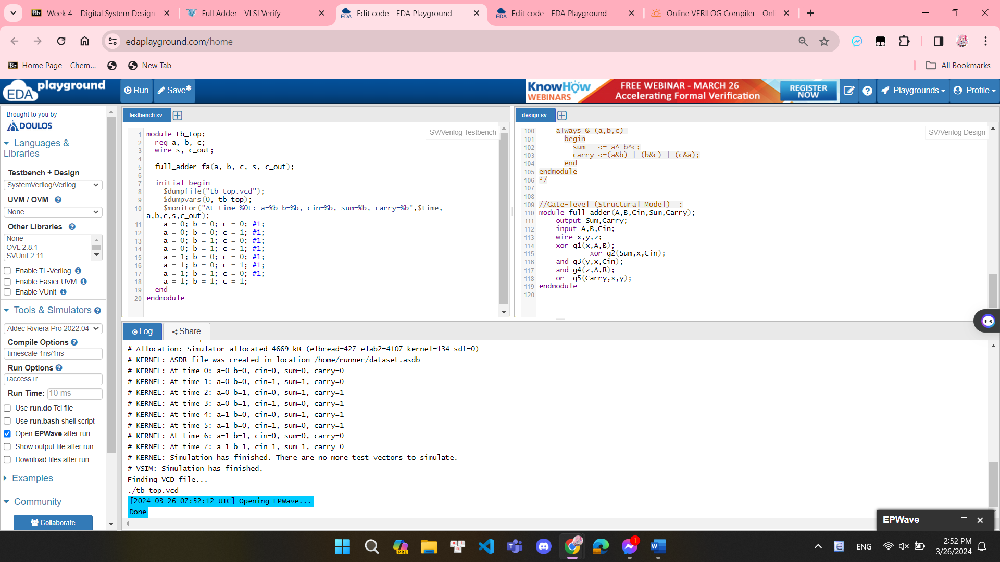 Week 4 – Digital System Design
Full Adder - VLSI Verify
Edit code - EDA Playground
Edit code - EDA Playground
Online VERILOG Compiler - Onl
edaplayground.com/home
Home Page – Chem...
New Tab
All Bookmarks
EDA playground
Run
Save*
KnowHow WEBINARS
FREE WEBINAR - MARCH 26
Accelerating Formal Verification
REGISTER NOW
Playgrounds
Profile
Brought to you by
DOULOS
Languages & Libraries
Testbench + Design
SystemVerilog/Verilog
UVM / OVM
None
Other Libraries
None
OVL 2.8.1
SVUnit 2.11
Enable TL-Verilog
Enable Easier UVM
Enable VUnit
Tools & Simulators
Aldec Riviera Pro 2022.04
Compile Options
-timescale 1ns/1ns
Run Options
+access+r
Run Time: 10 ms
Use run.do Tcl file
Use run.bash shell script
Open EPWave after run
Show output file after run
Download files after run
Examples
Community
Collaborate
testbench.sv
SV/Verilog Testbench
1 module tb_top;
2 reg a, b, c;
3 wire s, c_out;
4
5 full_adder fa(a, b, c, s, c_out);
6
7 initial begin
8 $dumpfile("tb_top.vcd");
9 $dumpvars(0, tb_top);
10 $monitor("At time %0t: a=%b b=%b, cin=%b, sum=%b, carry=%b",$time,
a,b,c,s,c_out);
11 a = 0; b = 0; c = 0; #1;
12 a = 0; b = 0; c = 1; #1;
13 a = 0; b = 1; c = 0; #1;
14 a = 0; b = 1; c = 1; #1;
15 a = 1; b = 0; c = 0; #1;
16 a = 1; b = 0; c = 1; #1;
17 a = 1; b = 1; c = 0; #1;
18 a = 1; b = 1; c = 1;
19 end
20 endmodule
design.sv
SV/Verilog Design
100 always @ (a,b,c)
101 begin
102 sum <= a^ b^c;
103 carry <=(a&b) | (b&c) | (c&a);
104 end
105 endmodule
106 */
107
108
109 //Gate-level (Structural Model) :
110 module full_adder(A,B,Cin,Sum,Carry);
111 output Sum,Carry;
112 input A,B,Cin;
113 wire x,y,z;
114 xor g1(x,A,B);
115 xor g2(Sum,x,Cin);
116 and g3(y,x,Cin);
117 and g4(z,A,B);
118 or g5(Carry,x,y);
119 endmodule
120
Log
Share
# Allocation: Simulator allocated 4669 kB (elbread=427 elab2=4107 kernel=134 sdf=0)
# KERNEL: ASDB file was created in location /home/runner/dataset.asdb
# KERNEL: At time 0: a=0 b=0, cin=0, sum=0, carry=0
# KERNEL: At time 1: a=0 b=0, cin=1, sum=1, carry=0
# KERNEL: At time 2: a=0 b=1, cin=0, sum=1, carry=1
# KERNEL: At time 3: a=0 b=1, cin=1, sum=0, carry=1
# KERNEL: At time 4: a=1 b=0, cin=0, sum=1, carry=1
# KERNEL: At time 5: a=1 b=0, cin=1, sum=0, carry=1
# KERNEL: At time 6: a=1 b=1, cin=0, sum=0, carry=0
# KERNEL: At time 7: a=1 b=1, cin=1, sum=1, carry=0
# KERNEL: Simulation has finished. There are no more test vectors to simulate.
# VSIM: Simulation has finished.
Finding VCD file...
./tb_top.vcd
[2024-03-26 07:52:12 UTC] Opening EPWave...
Done
EPWave
ENG
2:52 PM
3/26/2024